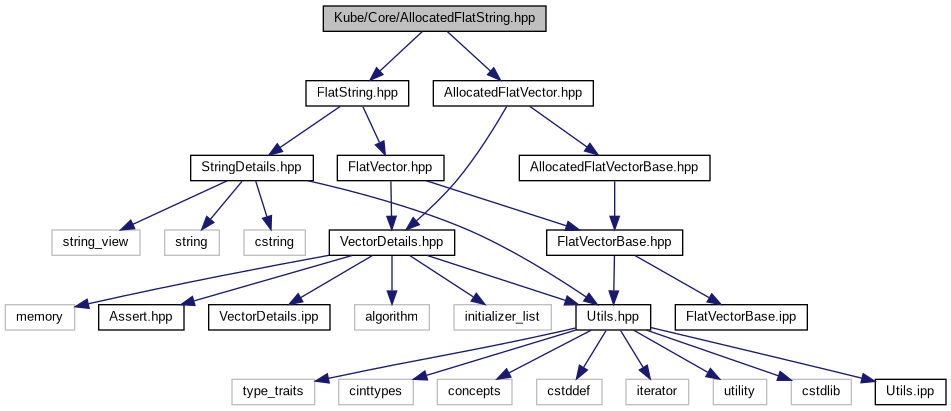 Kube/Core/AllocatedFlatString.hpp
FlatString.hpp
AllocatedFlatVector.hpp
StringDetails.hpp
FlatVector.hpp
AllocatedFlatVectorBase.hpp
string_view
string
cstring
VectorDetails.hpp
FlatVectorBase.hpp
memory
Assert.hpp
VectorDetails.ipp
algorithm
initializer_list
Utils.hpp
FlatVectorBase.ipp
type_traits
cinttypes
concepts
cstddef
iterator
utility
cstdlib
Utils.ipp